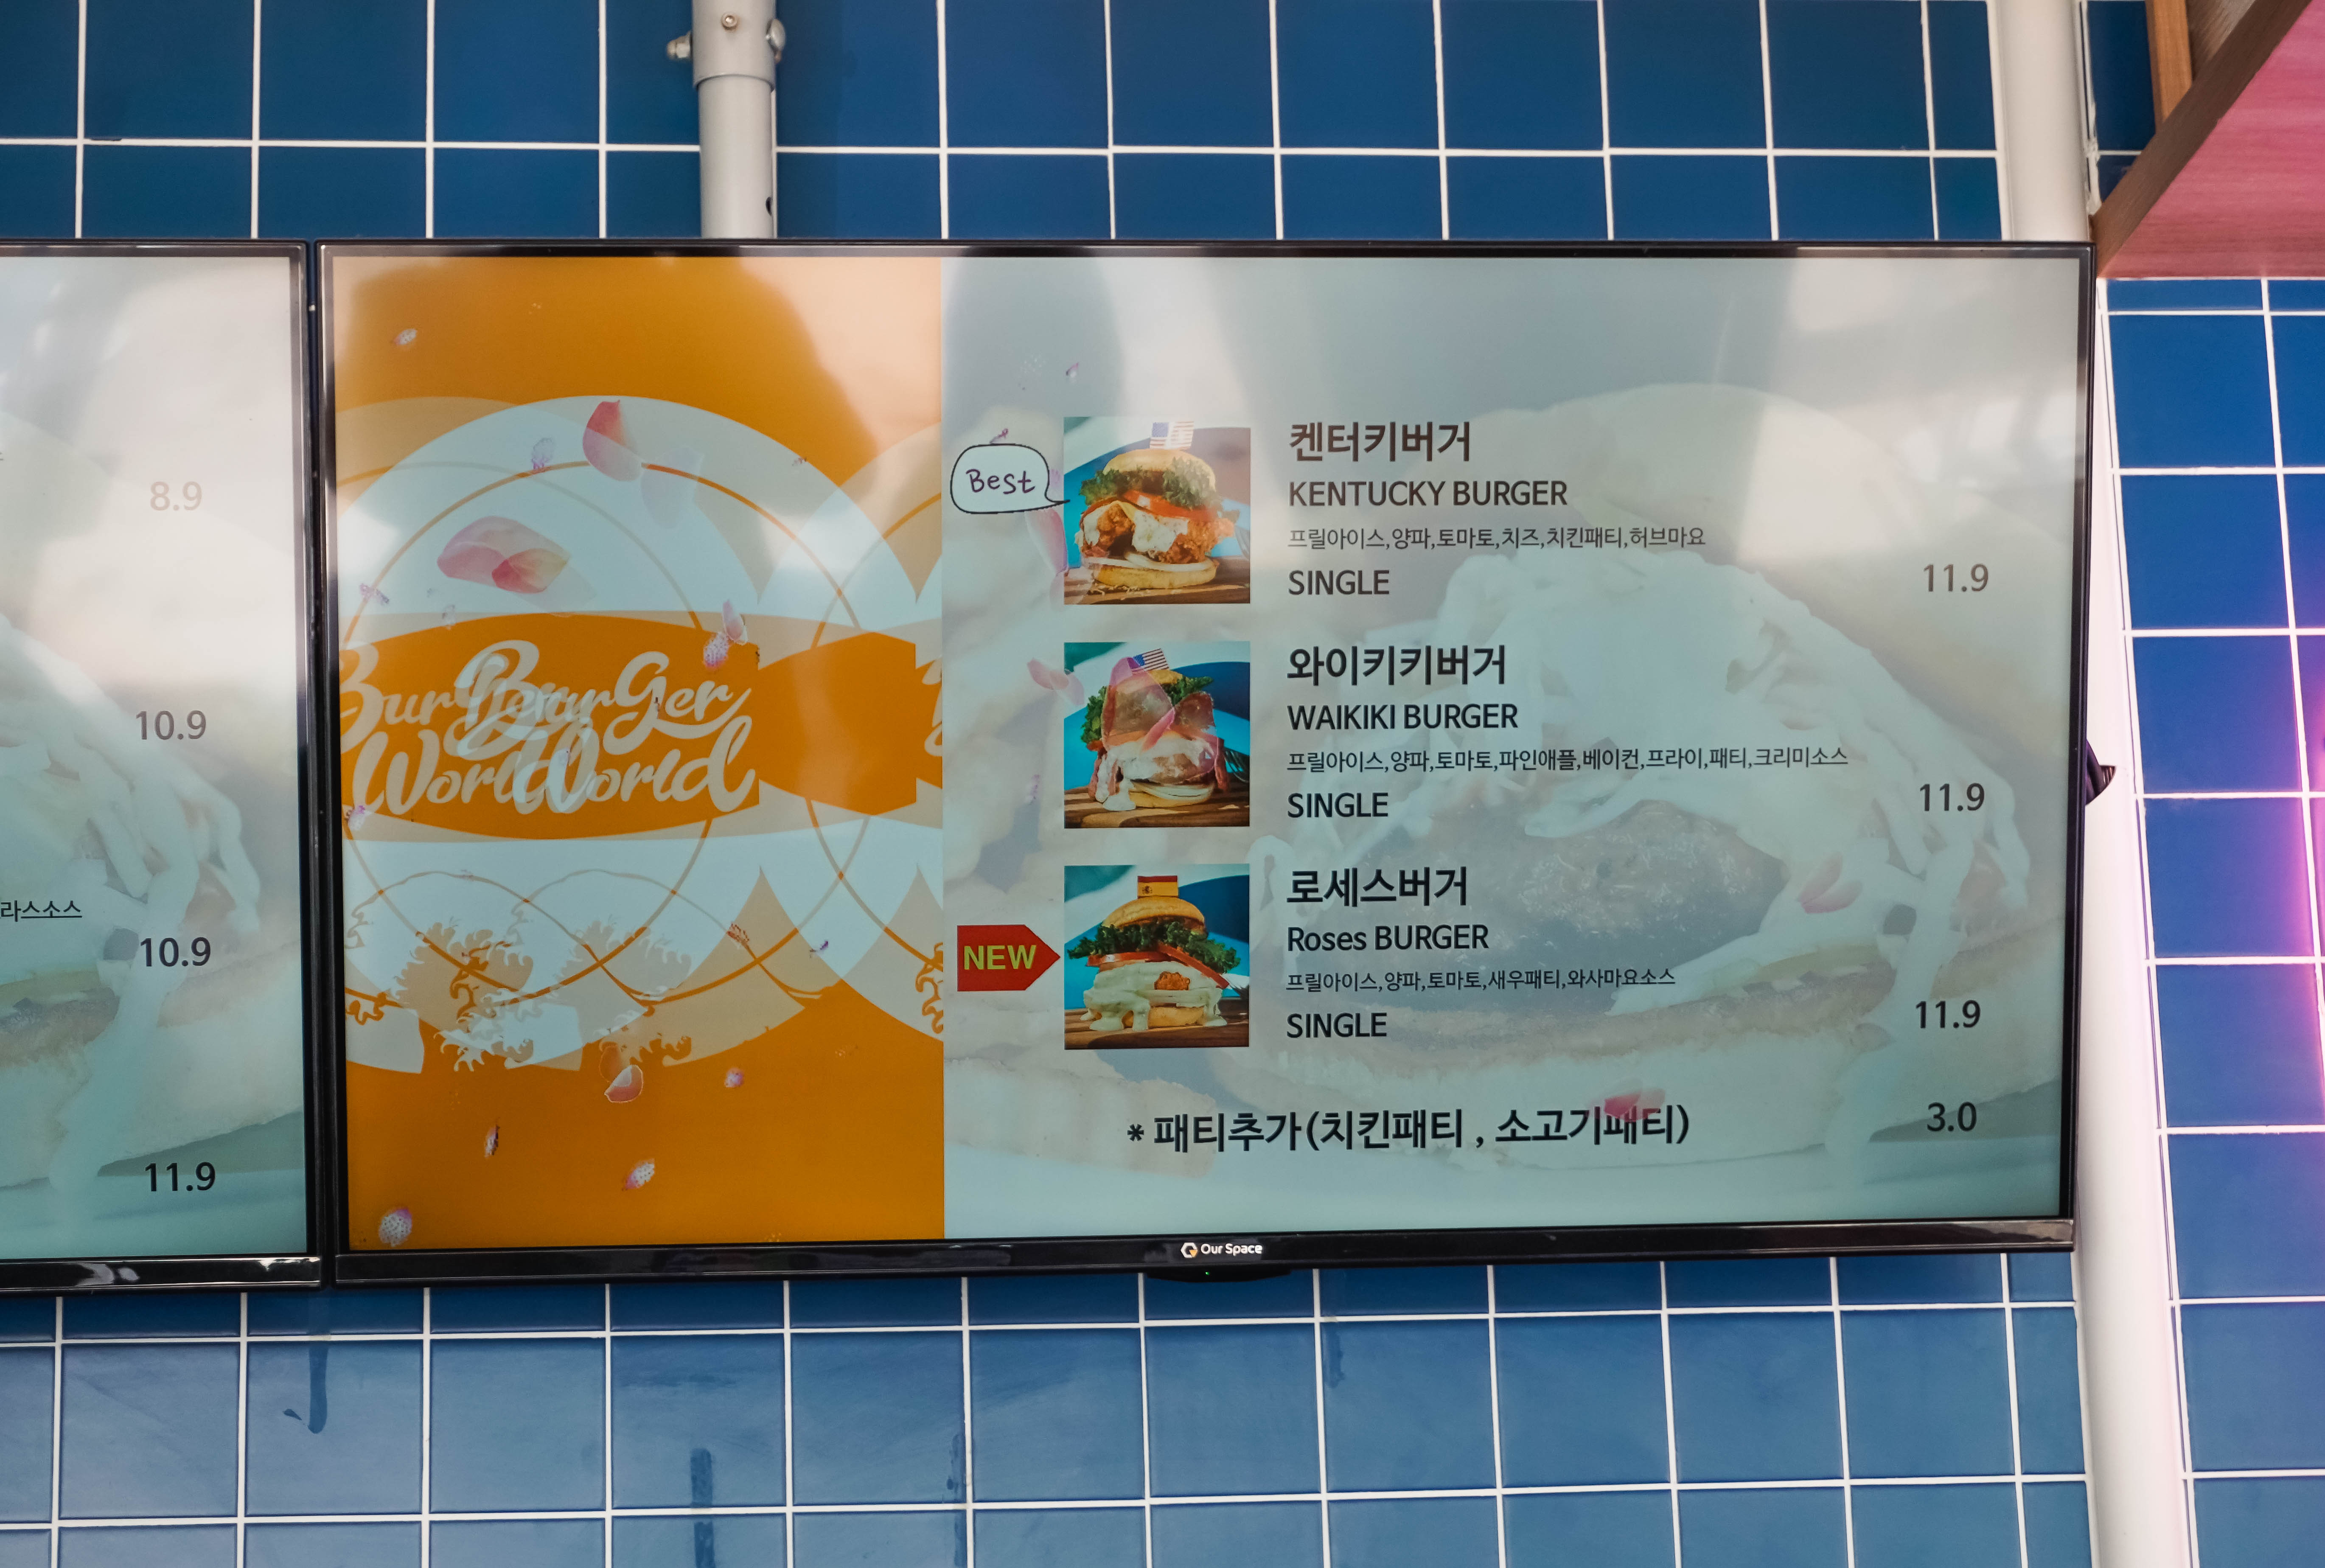 8.9
10.9
라스소스
10.9
11.9
BurGer
World
Best
켄터키버거
KENTUCKY BURGER
프릴아이스,양파,토마토,치즈,치킨패티,허브마요
SINGLE 11.9
와이키키버거
WAIKIKI BURGER
프릴아이스,양파,토마토,파인애플,베이컨,프라이,패티,크리미소스
SINGLE 11.9
NEW
로세스버거
Roses BURGER
프릴아이스,양파,토마토,새우패티,와사마요소스
SINGLE 11.9
* 패티추가(치킨패티 , 소고기패티) 3.0
Our Space